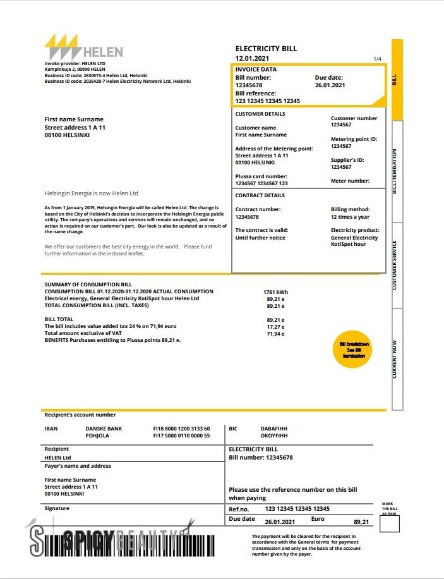 HELEN
Invoice provider: HELEN LTD
Kampinkuja 2, 00090 HELEN
Business ID code: 2630573-4 Helen Ltd, Helsinki
Business ID code: 2035428-7 Helen Electricity Network Ltd, Helsinki
ELECTRICITY BILL
12.01.2021 1/4
INVOICE DATA
Bill number: Due date:
12345678 26.01.2021
Bill reference:
123 12345 12345 12345
BILL
BILL ITEMISATION
CUSTOMER SERVICE
CURRENT NOW
First name Surname
Street address 1 A 11
00100 HELSINKI
CUSTOMER DETAILS
Customer name
First name Surname
Address of the Metering point:
Street address 1 A 11
00100 HELSINKI
Plussa card number:
1234567 1234567 123
Customer number
1234567
Metering point ID:
1234567
Supplier's ID:
1234567
Meter number:
CONTRACT DETAILS
Contract number:
12345678
The contract is valid:
Until further notice
Billing method:
12 times a year
Electricity product:
General Electricity
KotiSpot hour
Helsingin Energia is now Helen Ltd
As from 1 January 2015, Helsingin Energia will be called Helen Ltd. The change is
based on the City of Helsinki's decision to incorporate the Helsingin Energia public
utility. The company's operations and services will remain unchanged, and no
action is required on our customer's part. Our look is also updated as a result of
the name change.
We offer our customers the best city energy in the world. Please find
further information in the inclosed leaflet.
SUMMARY OF CONSUMPTION BILL
CONSUMPTION BILL 01.12.2020-31.12.2020 ACTUAL CONSUMPTION 1761 kWh
Electrical energy, General Electricity KotiSpot hour Helen Ltd 89,21 e
TOTAL CONSUMPTION BILL (INCL. TAXES) 89,21 e
BILL TOTAL 89,21 e
The bill includes value added tax 24 % on 71,94 euro 17,27 e
Total amount exclusive of VAT 71,94 e
BENEFITS Purchases entitling to Plussa points 89,21 e.
Bill breakdown
See Bill
itemisation
Recipient's account number
IBAN DANSKE BANK FI18 8000 1200 3133 60 BIC DABAFIHH
POHJOLA FI17 5000 0110 0000 55 OKOYFIHH
Recipient
HELEN Ltd
Payer's name and address
First name Surname
Street address 1 A 11
00100 HELSINKI
Signature
ELECTRICITY BILL
Bill number: 12345678
Please use the reference number on this bill
when paying
Ref.no. 123 12345 12345 12345
Due date 26.01.2021 Euro 89,21
MARK
THE BILL
AS PAID
SPICY BEAUTY
The payment will be cleared for the recipient in
accordance with the General terms for payment
transmission and only on the basis of the account
number given by the payer.